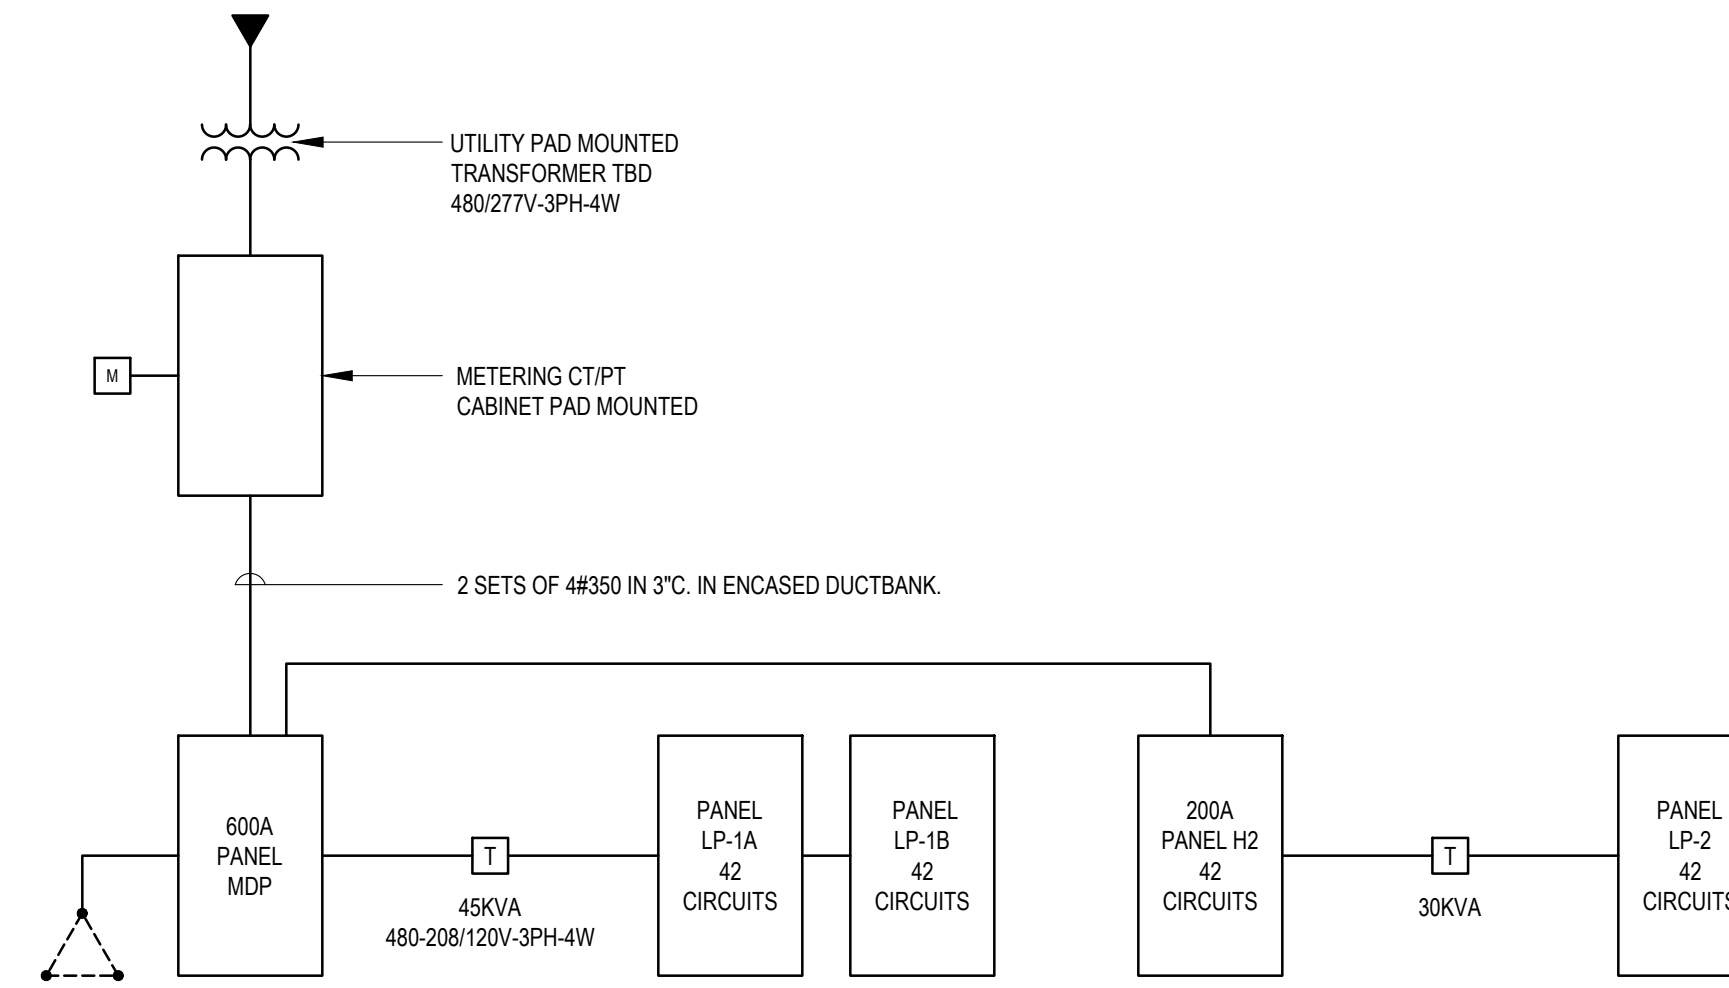 UTILITY PAD MOUNTED
TRANSFORMER TBD
480/277V-3PH-4W
M
METERING CT/PT
CABINET PAD MOUNTED
2 SETS OF 4#350 IN 3"C. IN ENCASED DUCTBANK.
600A
PANEL
MDP
T
45KVA
480-208/120V-3PH-4W
PANEL
LP-1A
42
CIRCUITS
PANEL
LP-1B
42
CIRCUITS
200A
PANEL H2
42
CIRCUITS
T
30KVA
PANEL
LP-2
42
CIRCUITS